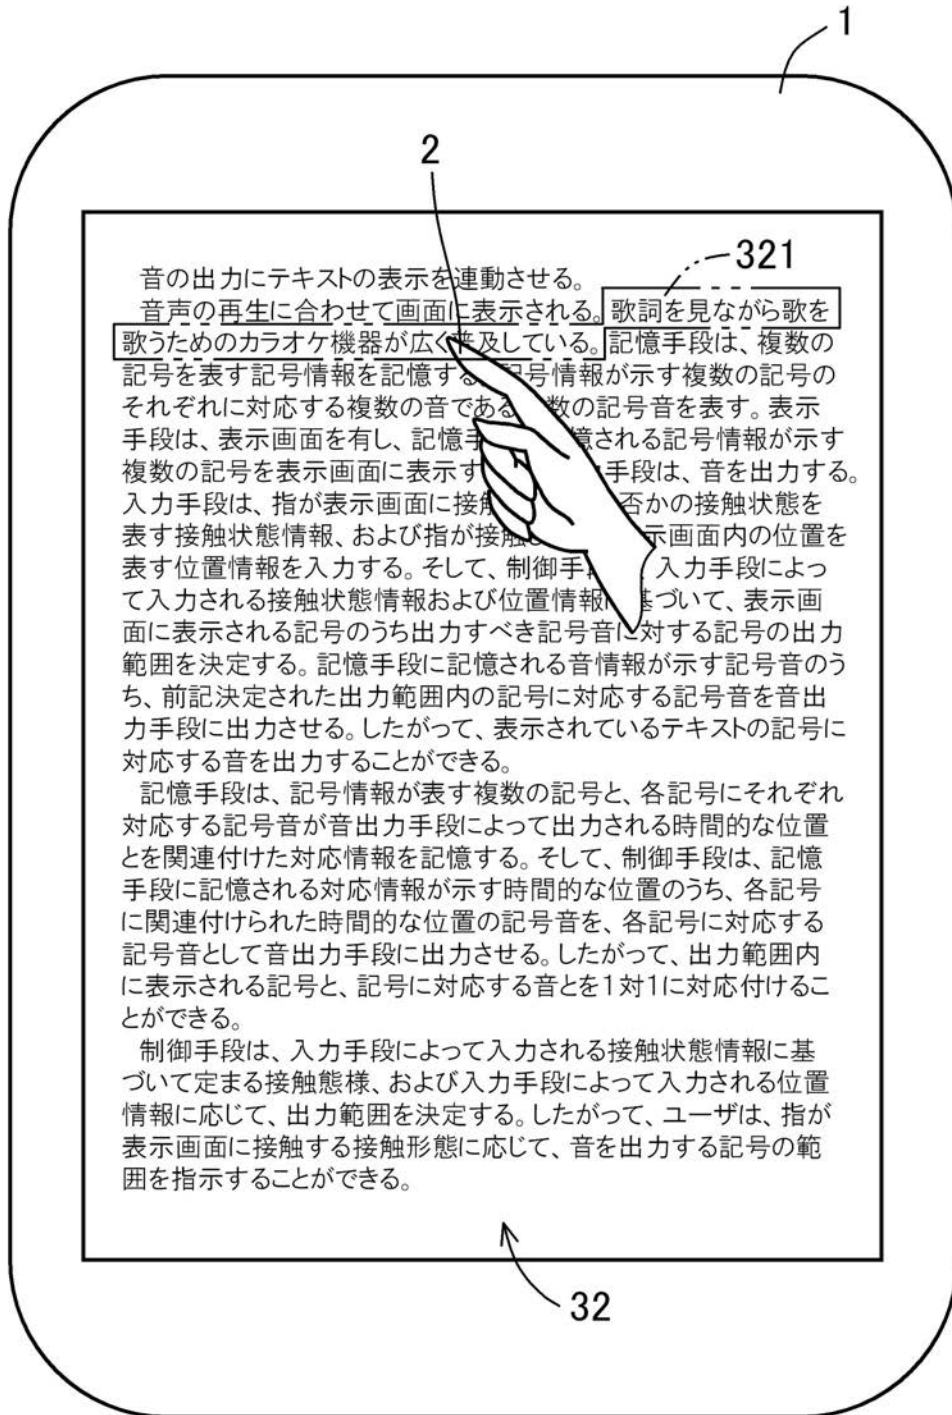 1
2
321
音の出力にテキストの表示を連動させる。
音声の再生に合わせて画面に表示される。歌詞を見ながら歌を
歌うためのカラオケ機器が広く普及している。記憶手段は、複数の
記号を表す記号情報を記憶する 記号情報が示す複数の記号の
それぞれに対応する複数の音である 数の記号音を表す。表示
手段は、表示画面を有し、記憶手 憶される記号情報が示す
複数の記号を表示画面に表示す 手段は、音を出力する。
入力手段は、指が表示画面に接触 否かの接触状態を
表す接触状態情報、および指が接触 示画面内の位置を
表す位置情報を入力する。そして、制御手 入力手段によっ
て入力される接触状態情報および位置情報 基づいて、表示画
面に表示される記号のうち出力すべき記号音に対する記号の出力
範囲を決定する。記憶手段に記憶される音情報が示す記号音のう
ち、前記決定された出力範囲内の記号に対応する記号音を音出
力手段に出力させる。したがって、表示されているテキストの記号に
対応する音を出力することができる。
記憶手段は、記号情報が表す複数の記号と、各記号にそれぞれ
対応する記号音が音出力手段によって出力される時間的な位置
とを関連付けた対応情報を記憶する。そして、制御手段は、記憶
手段に記憶される対応情報が示す時間的な位置のうち、各記号
に関連付けられた時間的な位置の記号音を、各記号に対応する
記号音として音出力手段に出力させる。したがって、出力範囲内
に表示される記号と、記号に対応する音とを1対1に対応付けるこ
とができる。
制御手段は、入力手段によって入力される接触状態情報に基
づいて定まる接触態様、および入力手段によって入力される位置
情報に応じて、出力範囲を決定する。したがって、ユーザは、指が
表示画面に接触する接触形態に応じて、音を出力する記号の範
囲を指示することができる。
32